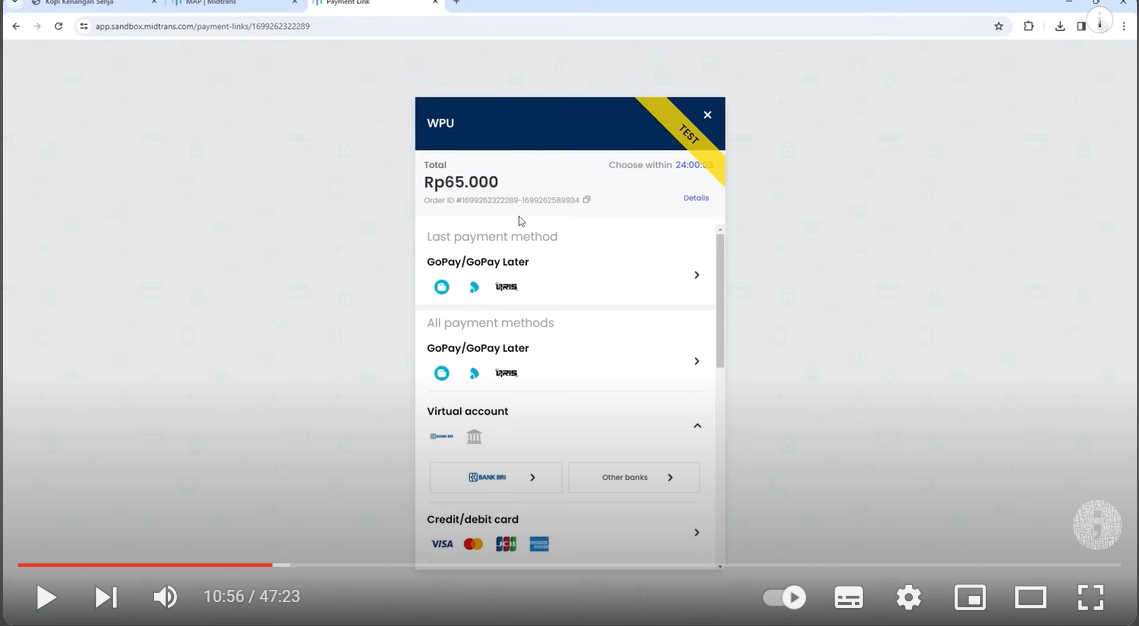 Kopi Kenangan Senja
MAP | Midtrans
Payment Link
app.sandbox.midtrans.com/payment-links/1699262322289
WPU
TEST
Total
Choose within 24:00:0
Rp65.000
Order ID #1699262322289-1699262589934
Details
Last payment method
GoPay/GoPay Later
QRIS
All payment methods
GoPay/GoPay Later
QRIS
Virtual account
BANK BRI
BANK BRI
Other banks
Credit/debit card
VISA
JCB
10:56 / 47:23